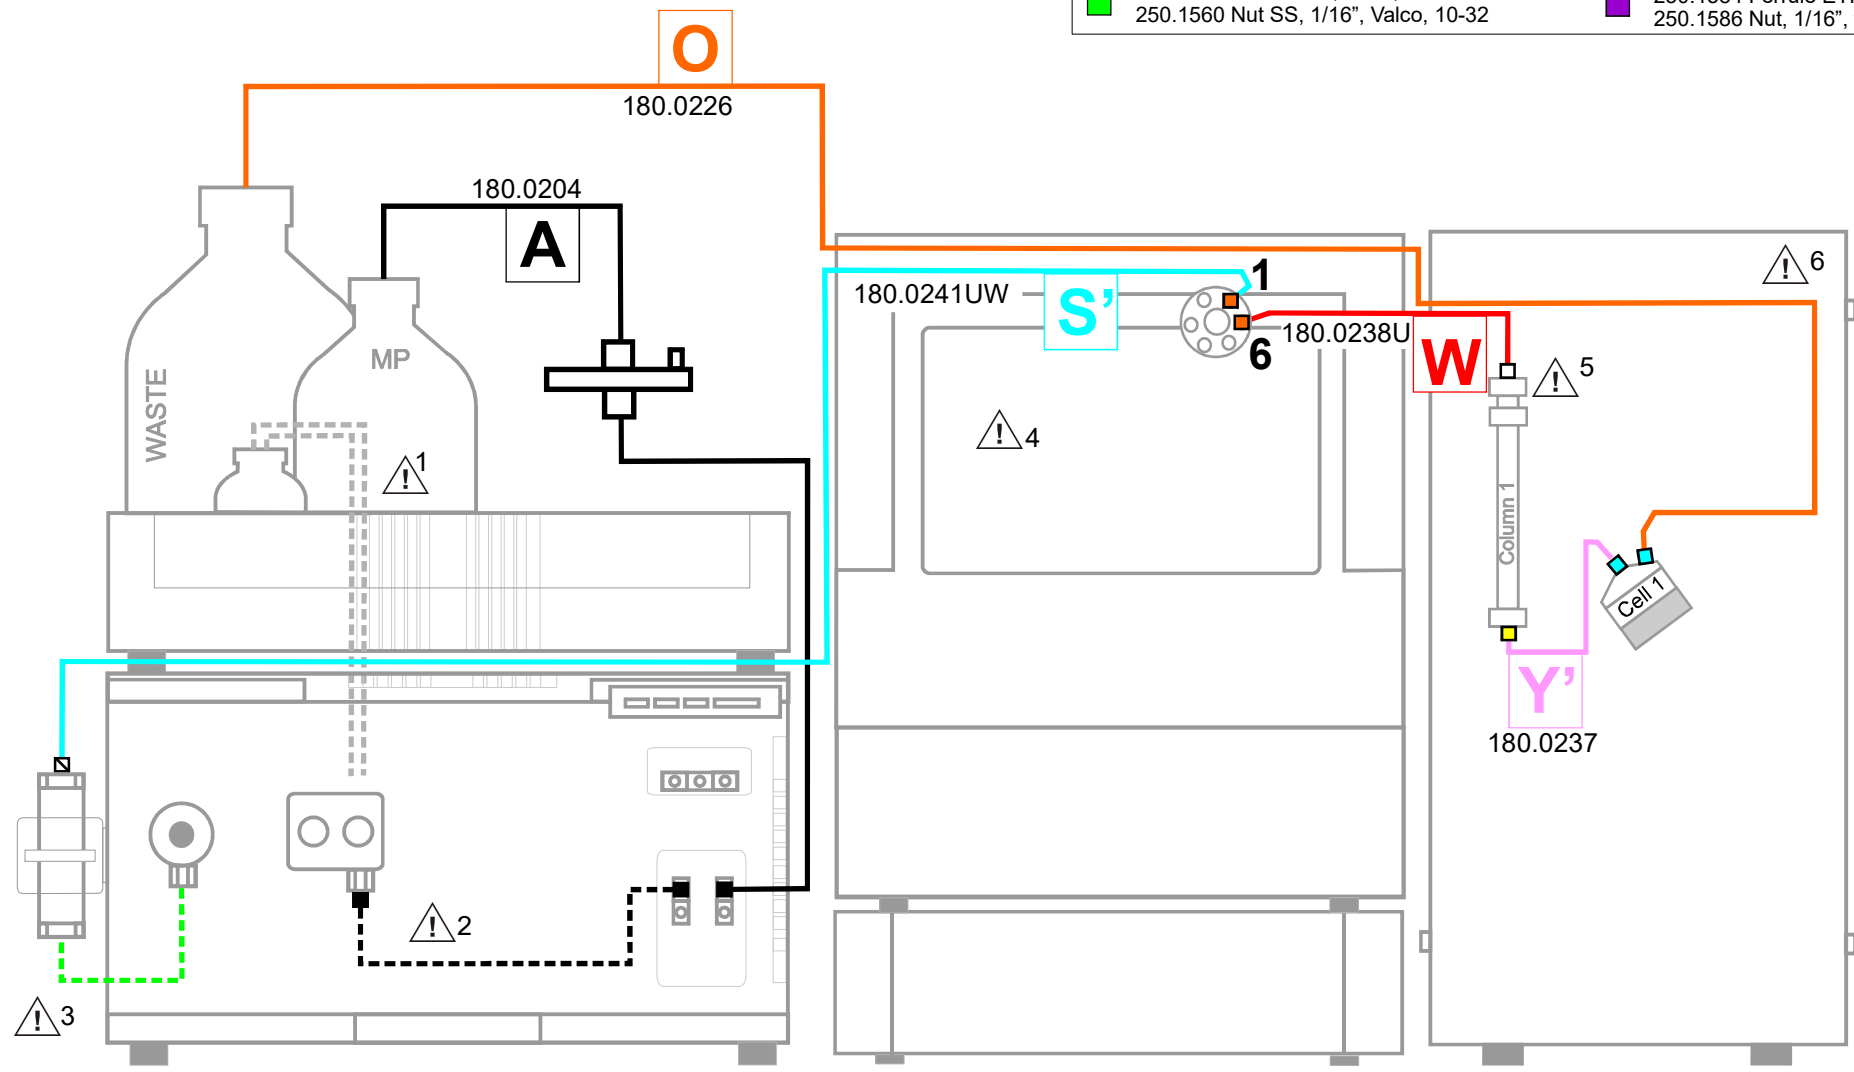 250.1560 Nut SS, 1/16”, Valco, 10-32
250.1586 Nut, 1/16”,
O
180.0226
180.0204
A
1
180.0241UW
S’
6
180.0238U
W
6
5
MP
WASTE
1
4
Column 1
Cell 1
Y’
180.0237
2
3